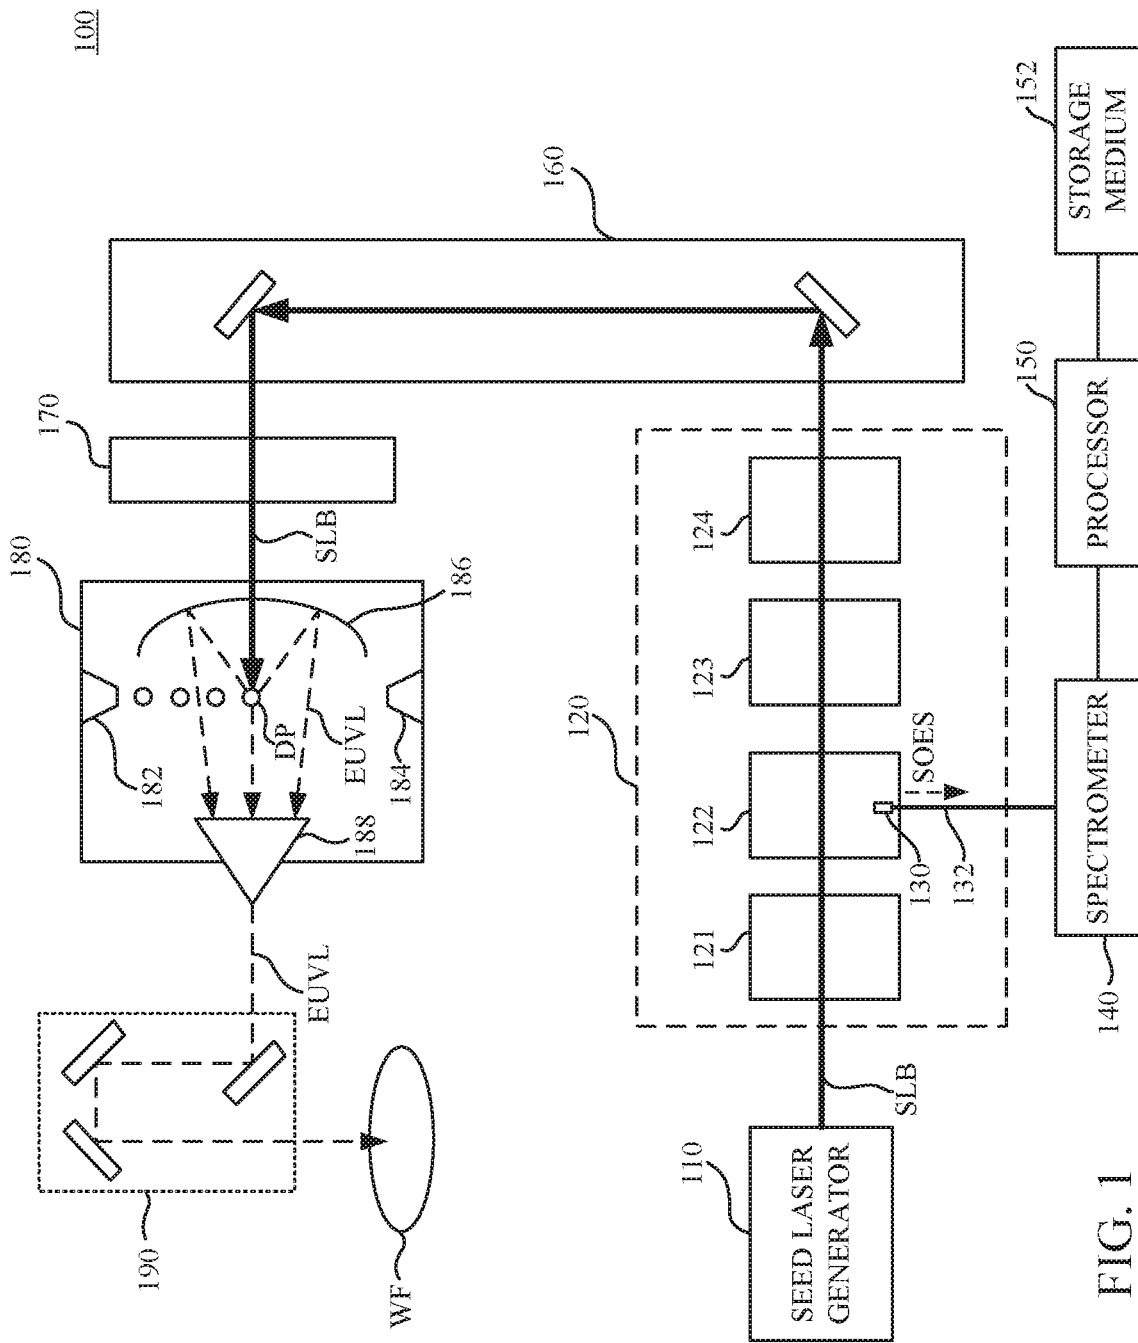 100
160
170
SLB
180
186
182
DP
EUVL
184
188
EUVL
190
WF
120
124
123
122
121
SOES
130
132
SLB
110
SEED LASER
GENERATOR
140
SPECTROMETER
150
PROCESSOR
152
STORAGE
MEDIUM
FIG. 1